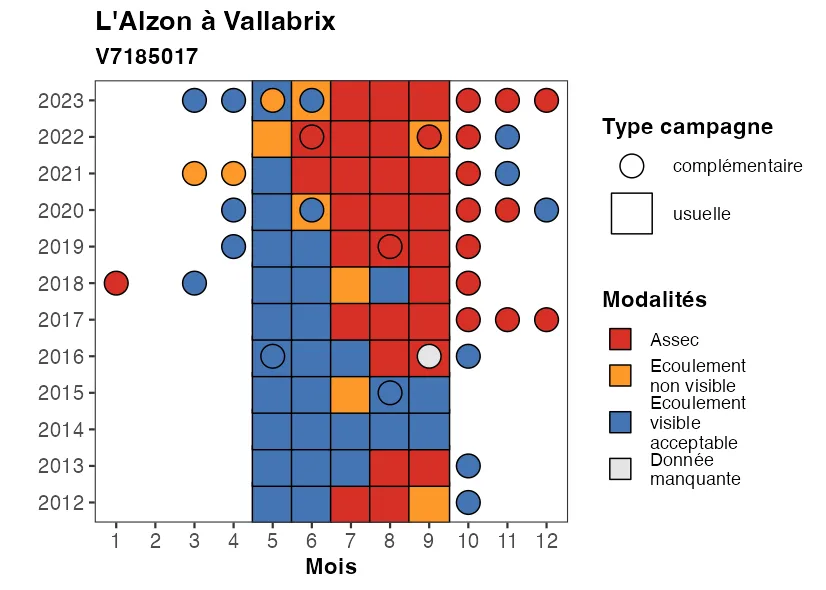 L'Alzon à Vallabrix
V7185017
2023
2022
2021
2020
2019
2018
2017
2016
2015
2014
2013
2012
1 2 3 4 5 6 7 8 9 10 11 12
Mois
Type campagne
complémentaire
usuelle
Modalités
Assec
Ecoulement
non visible
Ecoulement
visible
acceptable
Donnée
manquante